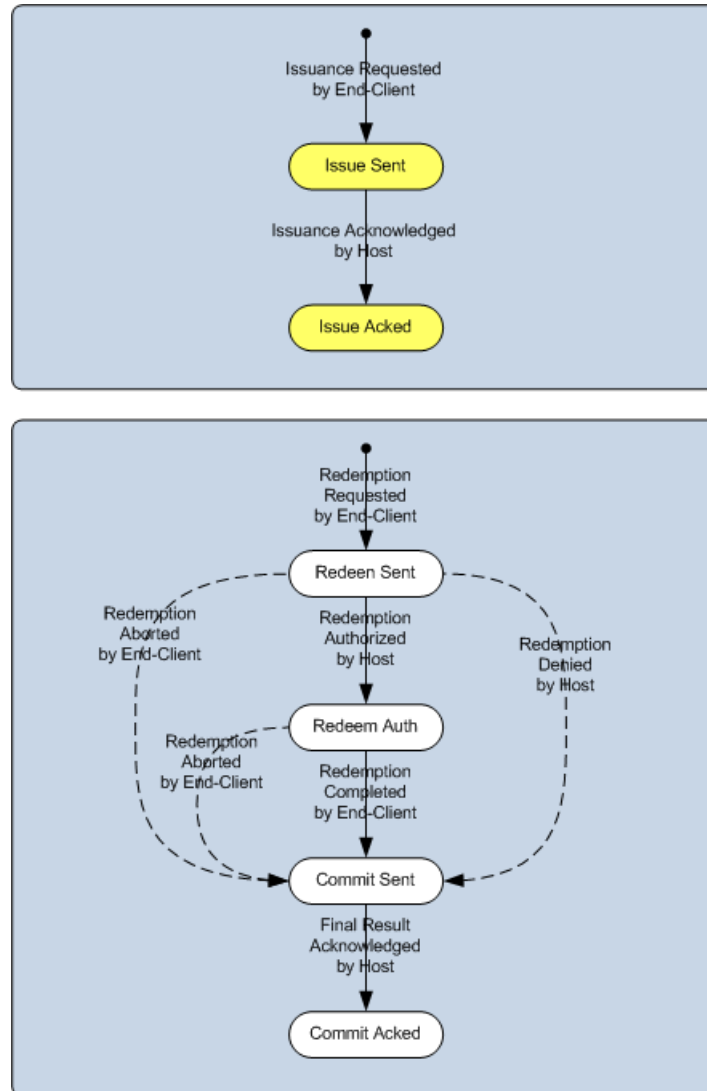 Issuance Requested
by End-Client
Issue Sent
Issuance Acknowledged
by Host
Issue Acked
Redemption
Requested
by End-Client
Redeen Sent
Redemption
Aborted
by End-Client
Redemption
Authorized
by Host
Redemption
Denied
by Host
Redeem Auth
Redemption
Aborted
by End-Client
Redemption
Completed
by End-Client
Commit Sent
Final Result
Acknowledged
by Host
Commit Acked